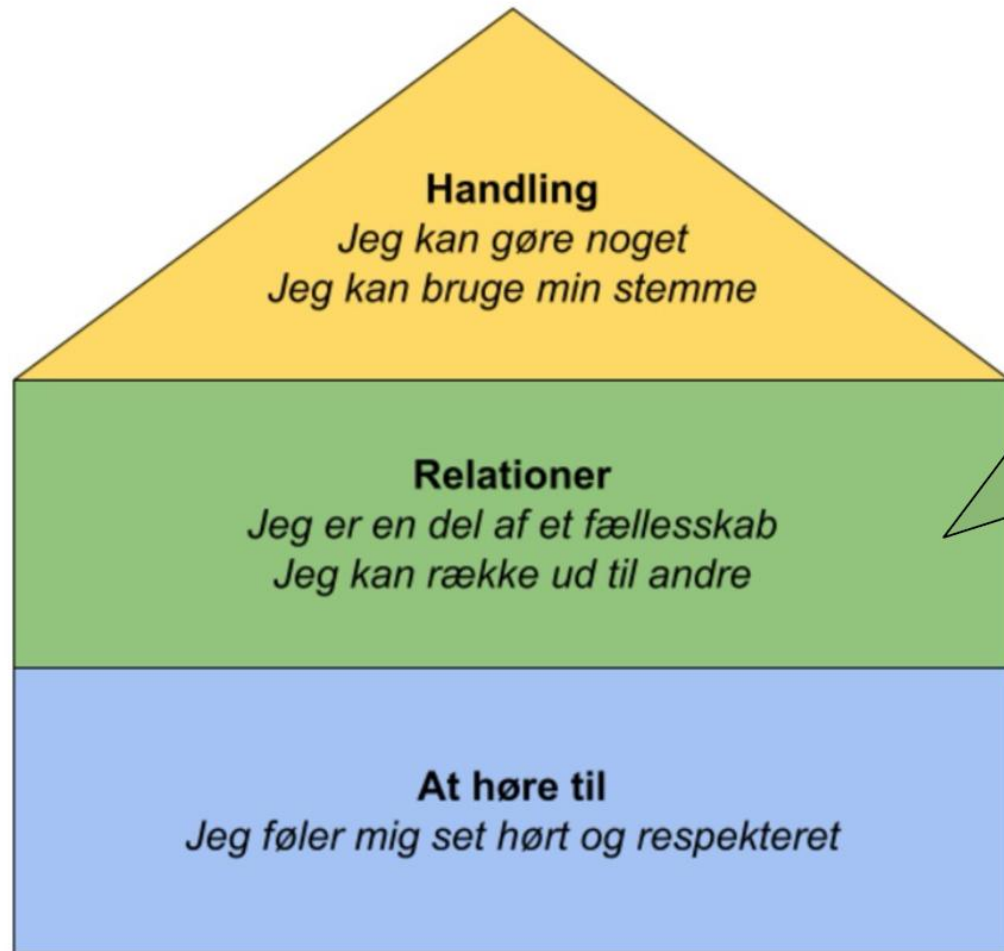 Handling
Jeg kan gøre noget
Jeg kan bruge min stemme
Relationer
Jeg er en del af et fællesskab
Jeg kan række ud til andre
At høre til
Jeg føler mig set hørt og respekteret